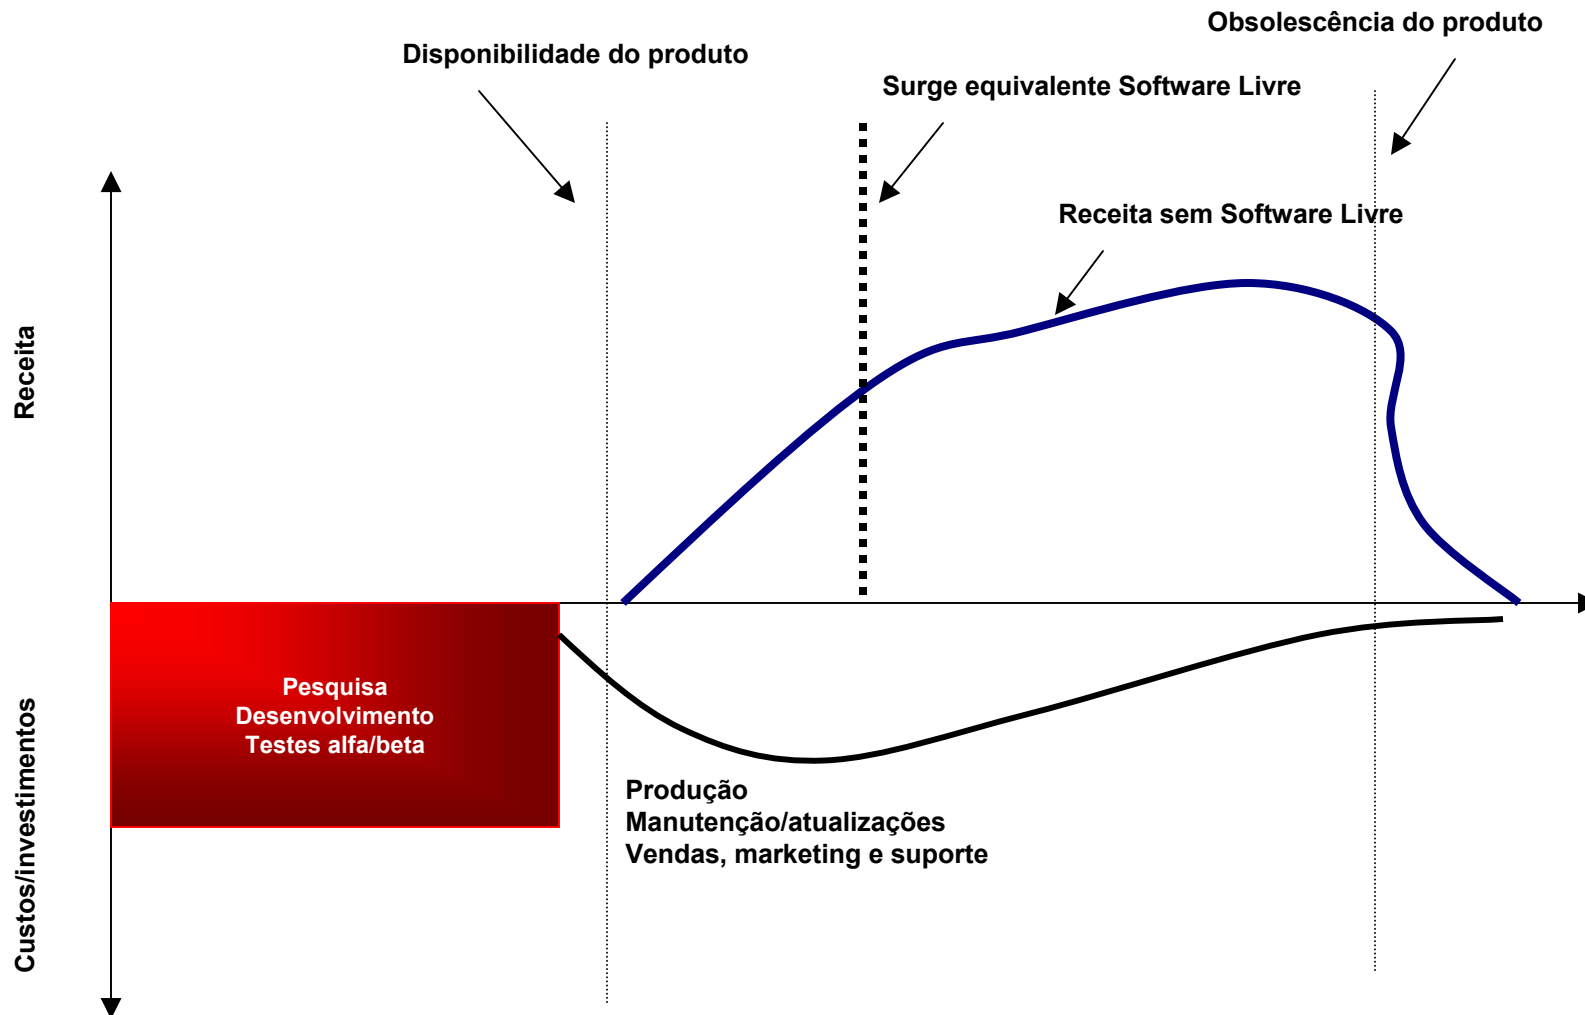 Obsolescência do produto
Disponibilidade do produto
Surge equivalente Software Livre
Receita sem Software Livre
Receita
Pesquisa
Desenvolvimento
Testes alfa/beta
Custos/investimentos
Produção
Manutenção/atualizações
Vendas, marketing e suporte